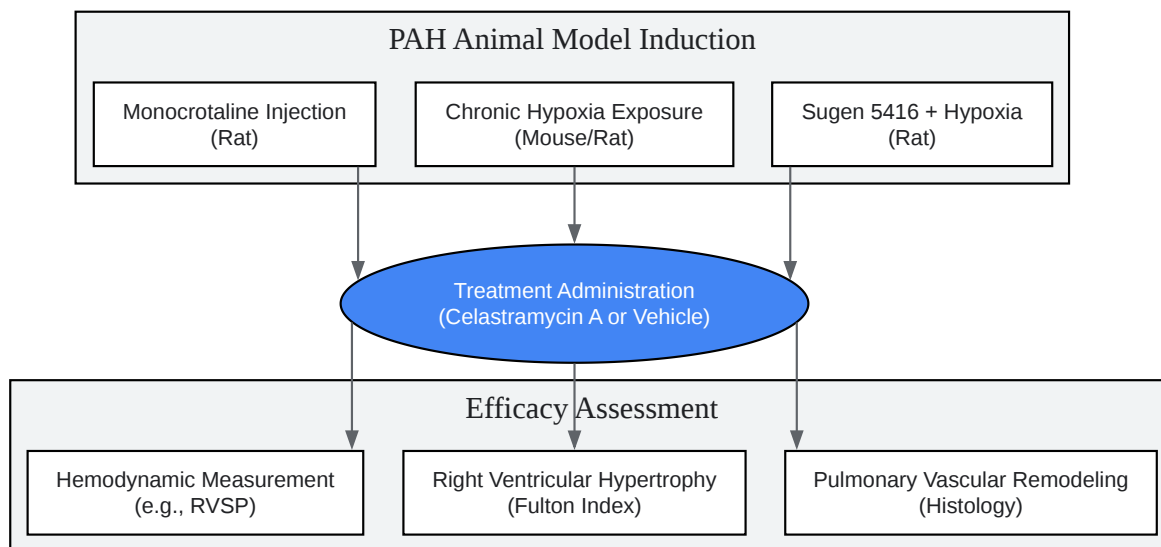 PAH Animal Model Induction
Monocrotaline Injection
(Rat)
Chronic Hypoxia Exposure
(Mouse/Rat)
Sugen 5416 + Hypoxia
(Rat)
Treatment Administration
(Celastramycin A or Vehicle)
Efficacy Assessment
Hemodynamic Measurement
(e.g., RVSP)
Right Ventricular Hypertrophy
(Fulton Index)
Pulmonary Vascular Remodeling
(Histology)